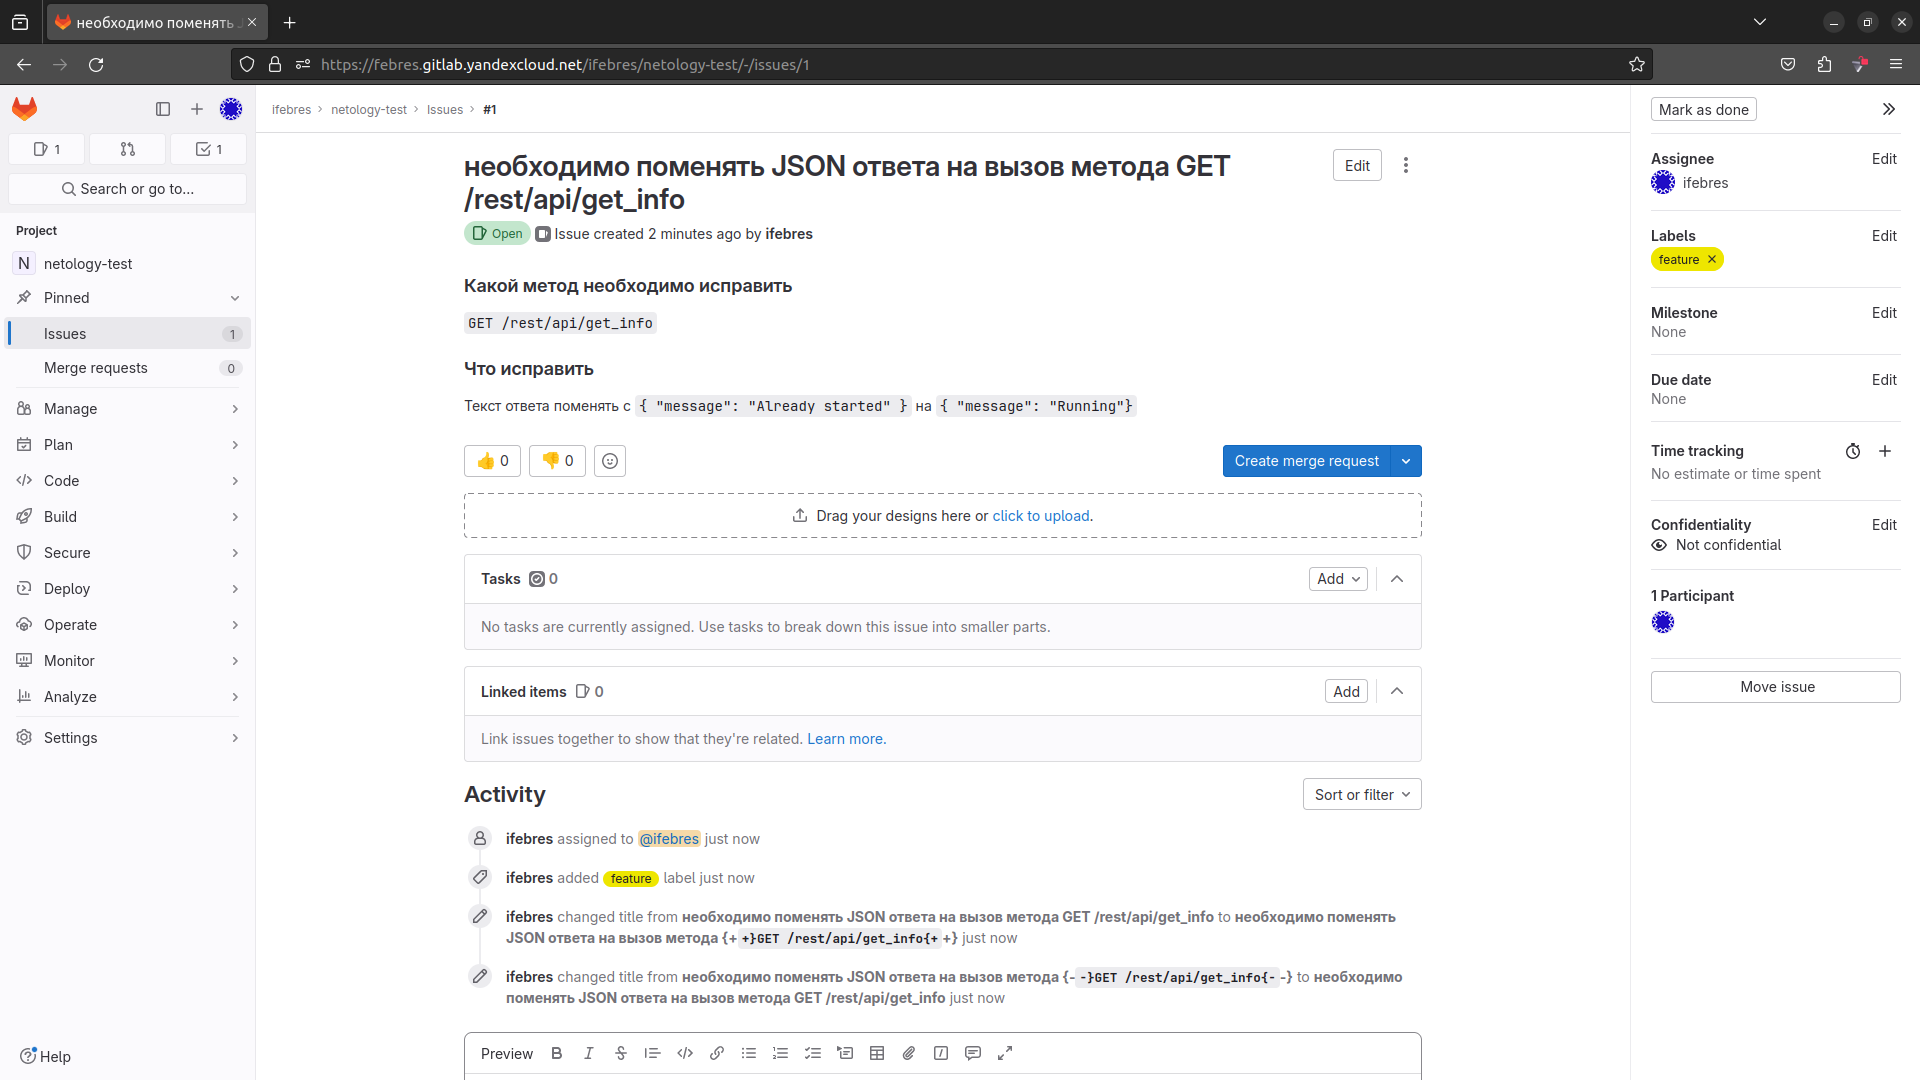 необходимо поменять J
https://febres.gitlab.yandexcloud.net/ifebres/netology-test/-/issues/1
1
1
Search or go to...
Project
N netology-test
Pinned
Issues 1
Merge requests 0
Manage
Plan
Code
Build
Secure
Deploy
Operate
Monitor
Analyze
Settings
Help
ifebres › netology-test › Issues › #1
необходимо поменять JSON ответа на вызов метода GET
/rest/api/get_info
Edit
Open Issue created 2 minutes ago by ifebres
Какой метод необходимо исправить
GET /rest/api/get_info
Что исправить
Текст ответа поменять с { "message": "Already started" } на { "message": "Running"}
👍 0 👎 0
Create merge request
Drag your designs here or click to upload.
Tasks 0
Add
No tasks are currently assigned. Use tasks to break down this issue into smaller parts.
Linked items 0
Add
Link issues together to show that they're related. Learn more.
Activity
Sort or filter
ifebres assigned to @ifebres just now
ifebres added feature label just now
ifebres changed title from необходимо поменять JSON ответа на вызов метода GET /rest/api/get_info to необходимо поменять
JSON ответа на вызов метода {+ +}GET /rest/api/get_info{+ +} just now
ifebres changed title from необходимо поменять JSON ответа на вызов метода {- -}GET /rest/api/get_info{- -} to необходимо
поменять JSON ответа на вызов метода GET /rest/api/get_info just now
Preview
Mark as done
Assignee Edit
ifebres
Labels Edit
feature ×
Milestone Edit
None
Due date Edit
None
Time tracking
No estimate or time spent
Confidentiality Edit
Not confidential
1 Participant
Move issue